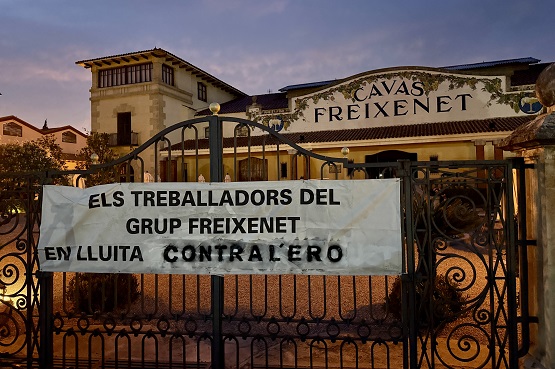 CAVAS
FREIXENET
ELS TREBALLADORS DEL
GRUP FREIXENET
EN LLUITA CONTRA L'ERO